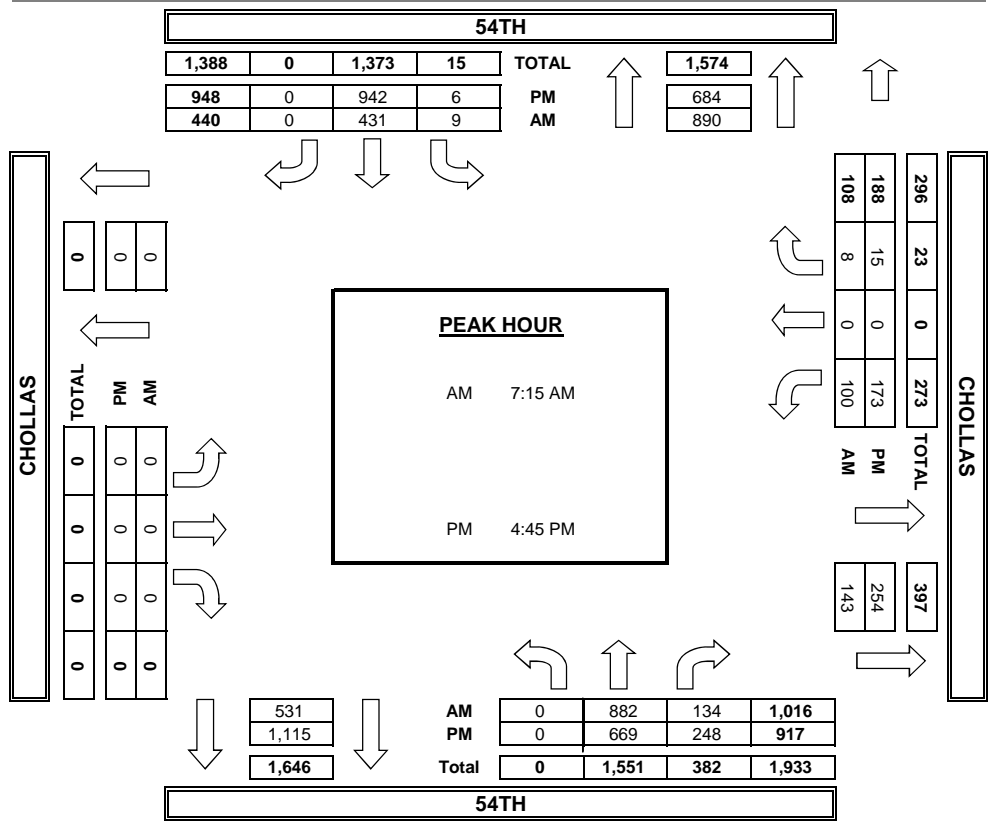 54TH
1,388 0 1,373 15 TOTAL 1,574
948 0 942 6 PM 684
440 0 431 9 AM 890
CHOLLAS
0 0 0
TOTAL PM AM
0 0 0
0 0 0
0 0 0
0 0 0
PEAK HOUR
AM 7:15 AM
PM 4:45 PM
108 188 296
8 15 23
0 0 0
100 173 273
AM PM TOTAL
143 254 397
CHOLLAS
531 AM 0 882 134 1,016
1,115 PM 0 669 248 917
1,646 Total 0 1,551 382 1,933
54TH